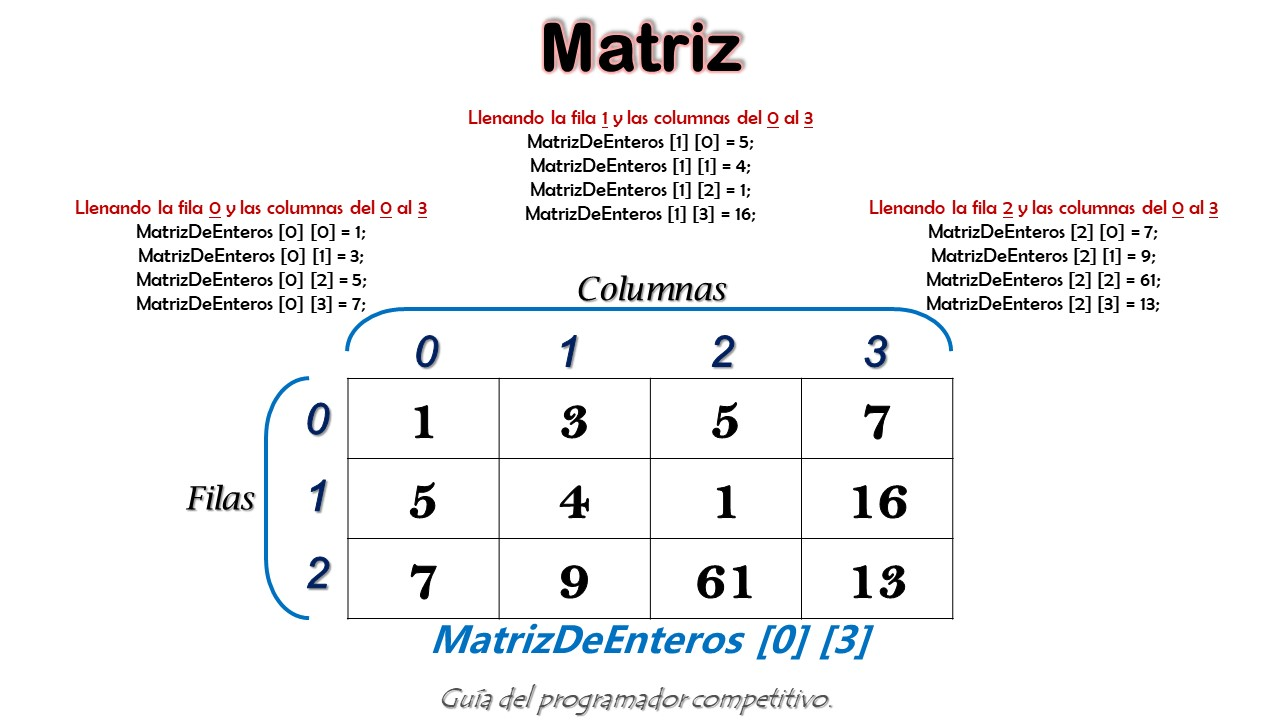 Matriz
Llenando la fila 1 y las columnas del 0 al 3
MatrizDeEnteros [1] [0] = 5;
MatrizDeEnteros [1] [1] = 4;
MatrizDeEnteros [1] [2] = 1;
MatrizDeEnteros [1] [3] = 16;
Llenando la fila 0 y las columnas del 0 al 3
MatrizDeEnteros [0] [0] = 1;
MatrizDeEnteros [0] [1] = 3;
MatrizDeEnteros [0] [2] = 5;
MatrizDeEnteros [0] [3] = 7;
Llenando la fila 2 y las columnas del 0 al 3
MatrizDeEnteros [2] [0] = 7;
MatrizDeEnteros [2] [1] = 9;
MatrizDeEnteros [2] [2] = 61;
MatrizDeEnteros [2] [3] = 13;
Columnas
0 1 2 3
Filas
0 1 3 5 7
1 5 4 1 16
2 7 9 61 13
MatrizDeEnteros [0] [3]
Guía del programador competitivo.